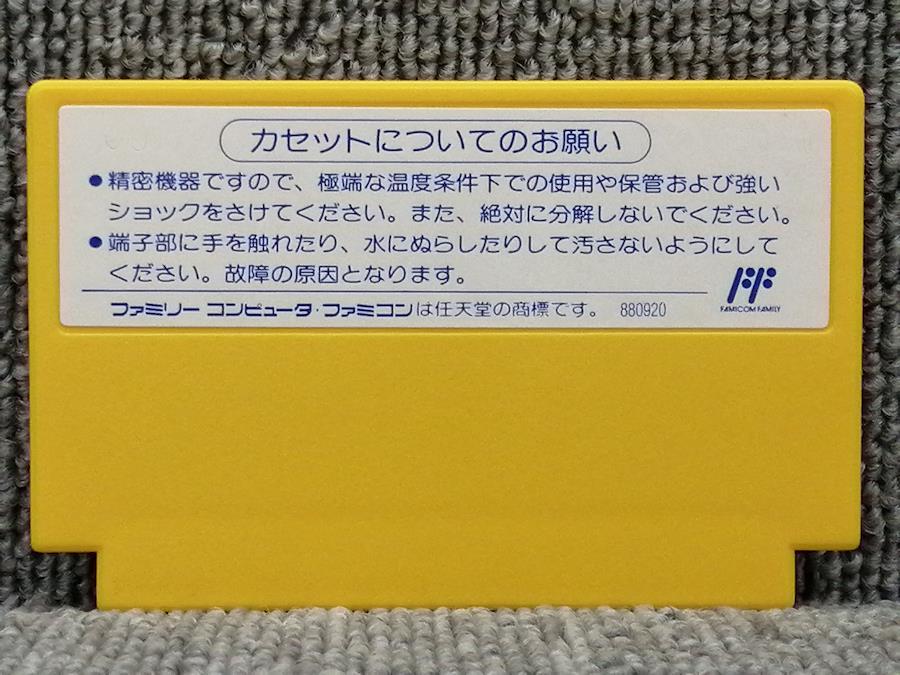 カセットについてのお願い
●精密機器ですので、極端な温度条件下での使用や保管および強い
ショックをさけてください。また、絶対に分解しないでください。
●端子部に手を触れたり、水にぬらしたりして汚さないようにして
ください。故障の原因となります。
ファミリー コンピュータ・ファミコンは任天堂の商標です。 880920
FAMICOM FAMILY